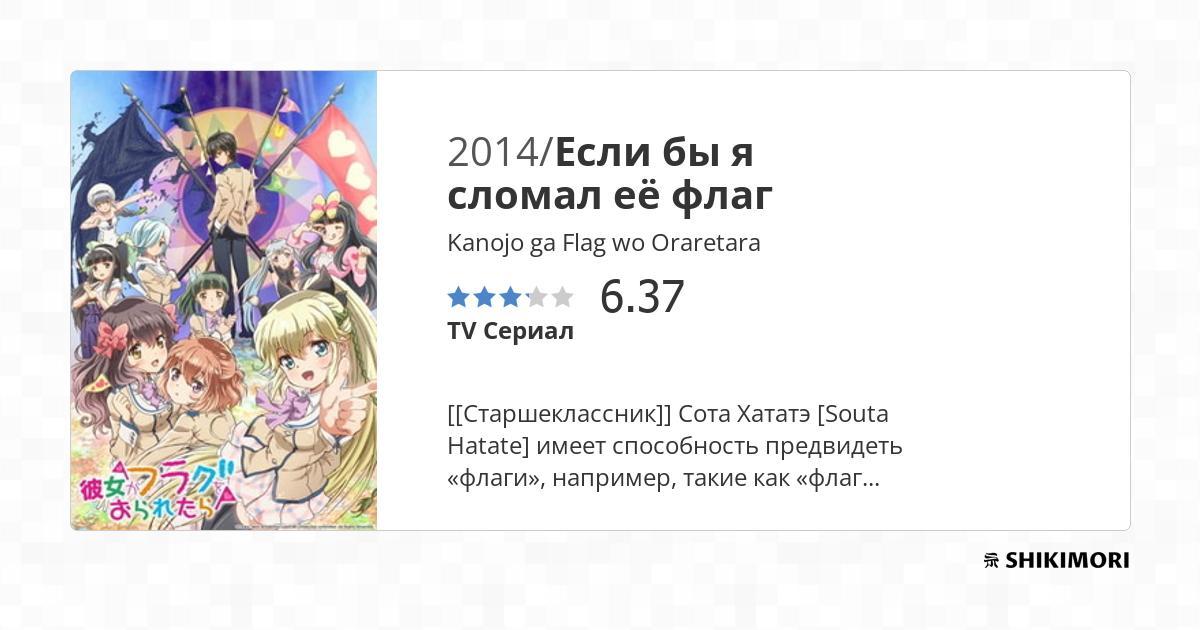 2014/Если бы я
сломал её флаг
Kanojo ga Flag wo Oraretara
6.37
TV Сериал
[[Старшеклассник]] Сота Хататэ [Souta
Hatate] имеет способность предвидеть
«флаги», например, такие как «флаг...
彼女がフラグを
おられたら
SHIKIMORI